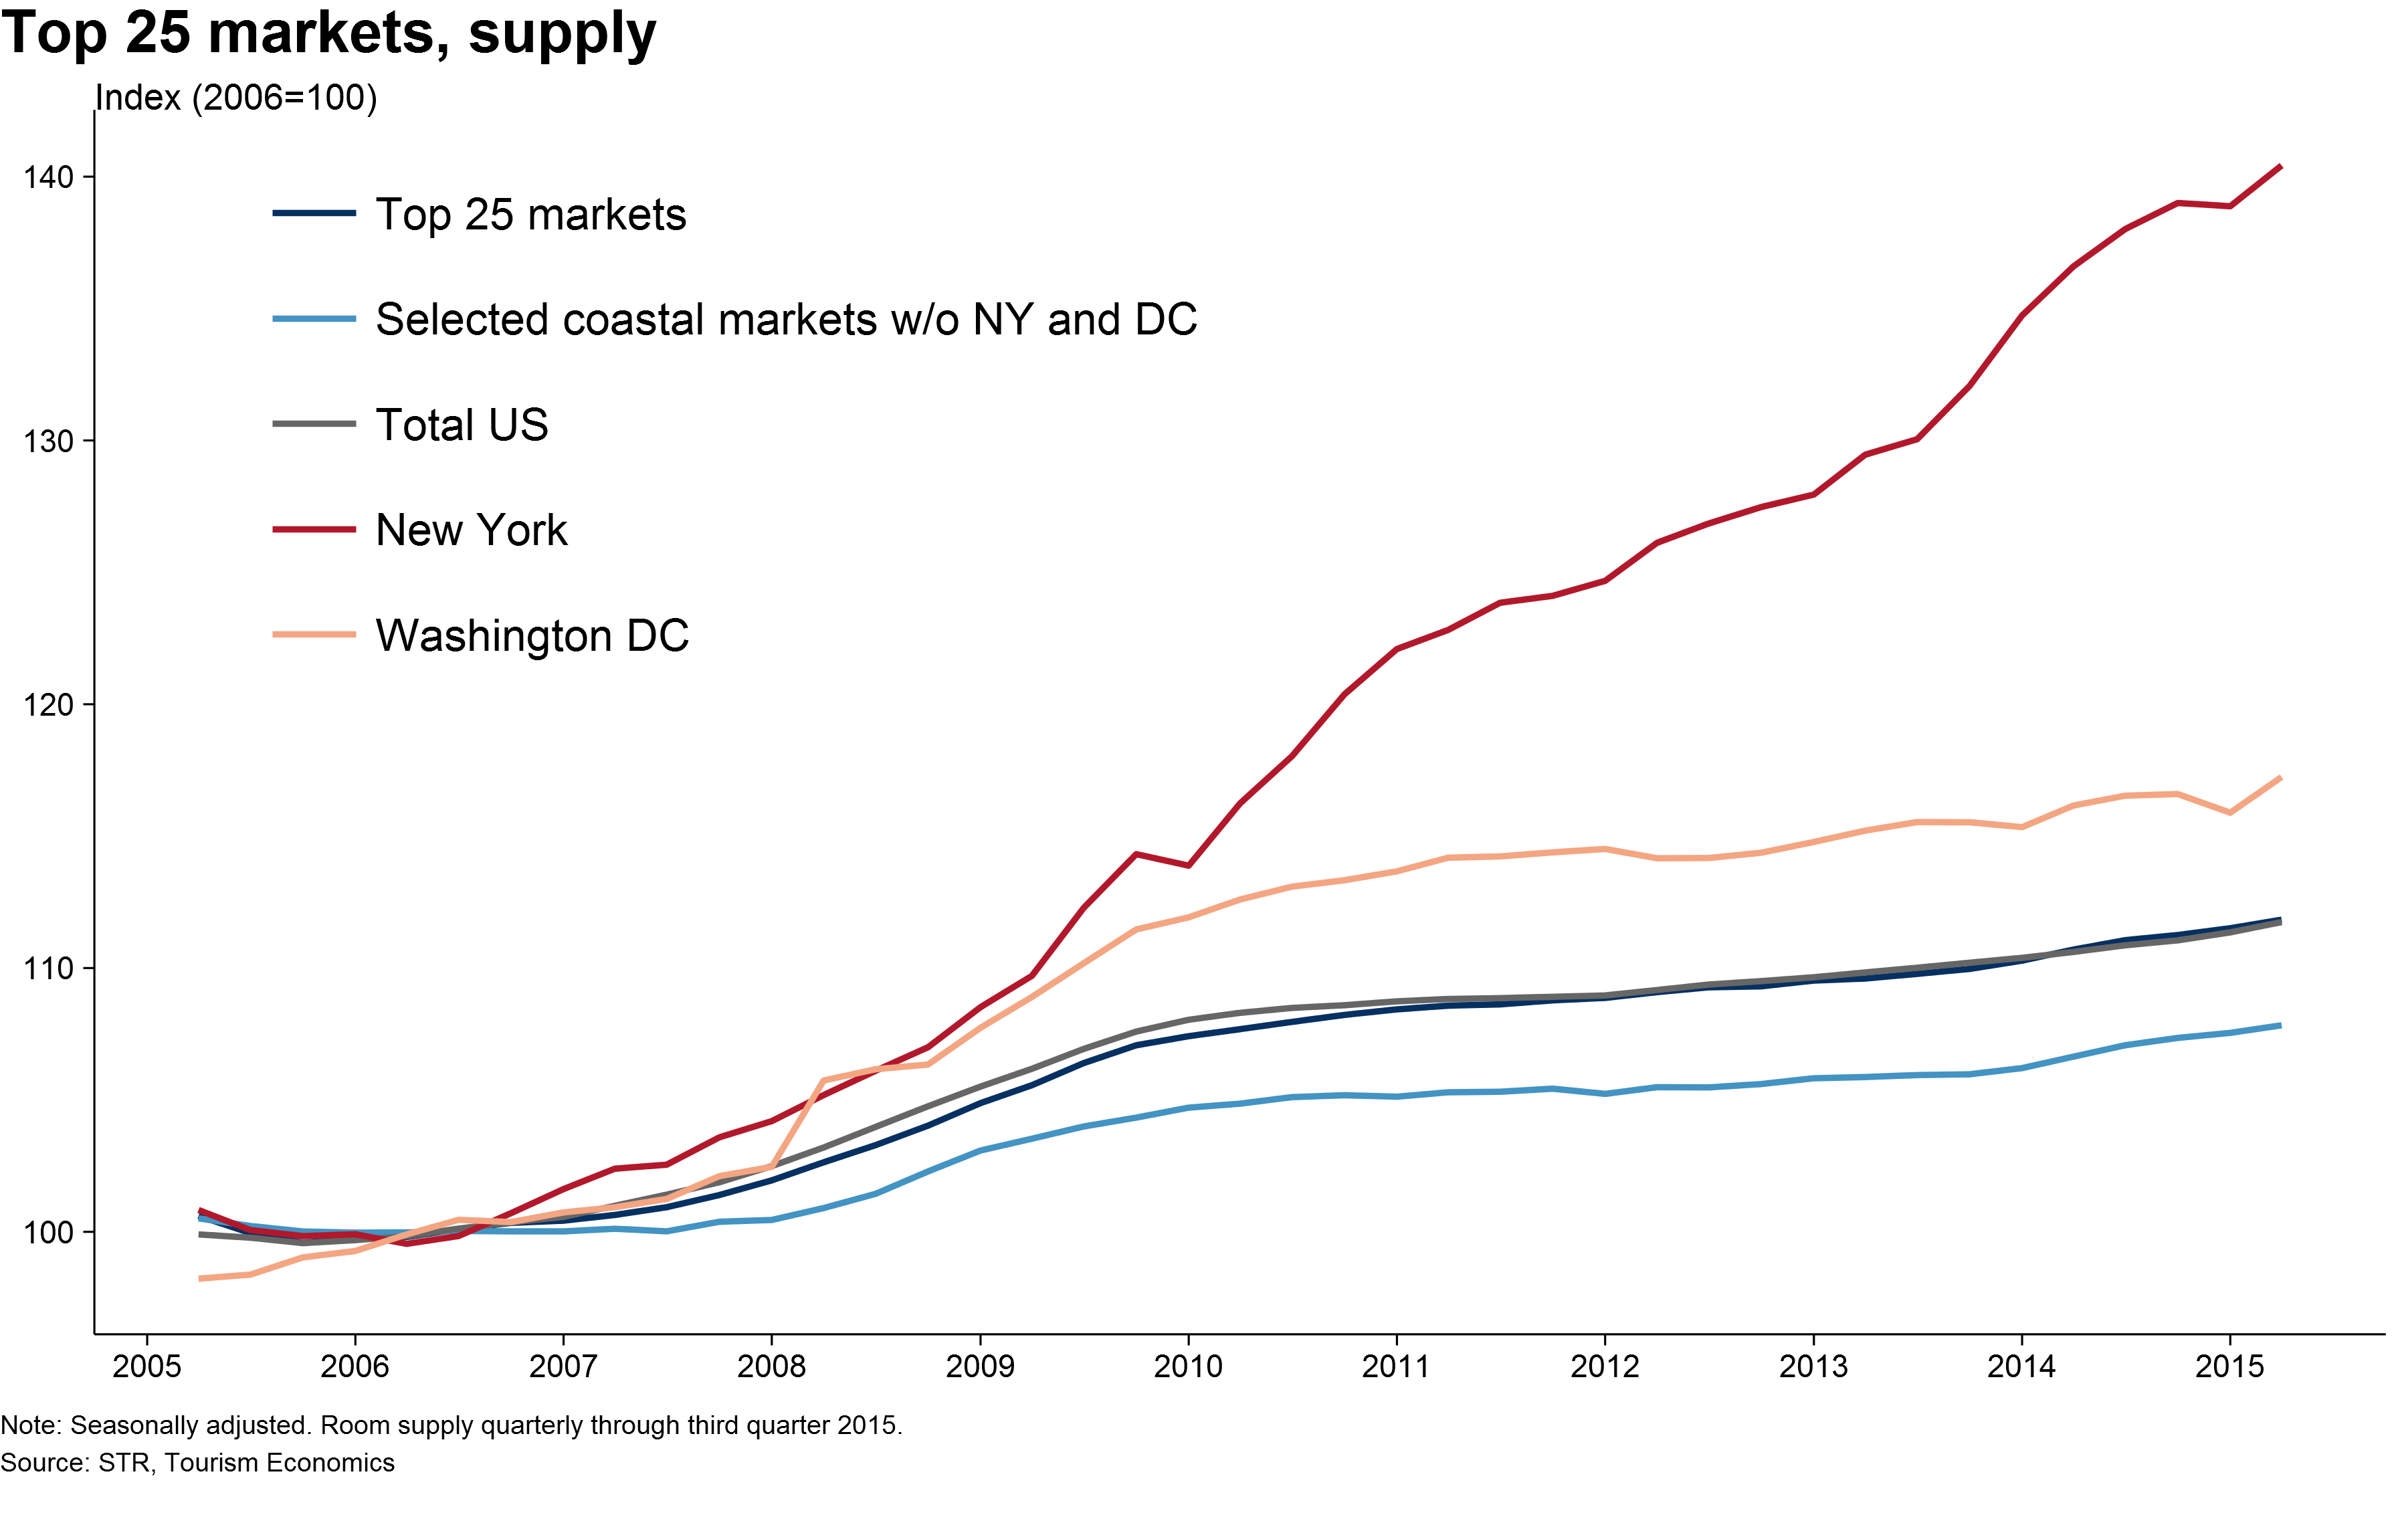 Top 25 markets, supply
Index (2006=100)
140
130
120
110
100
Top 25 markets
Selected coastal markets w/o NY and DC
Total US
New York
Washington DC
2005 2006 2007 2008 2009 2010 2011 2012 2013 2014 2015
Note: Seasonally adjusted. Room supply quarterly through third quarter 2015.
Source: STR, Tourism Economics